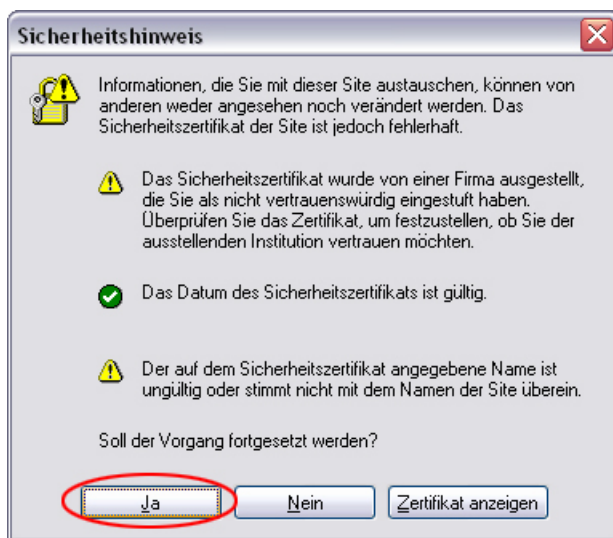 Sicherheitshinweis
Informationen, die Sie mit dieser Site austauschen, können von
anderen weder angesehen noch verändert werden. Das
Sicherheitszertifikat der Site ist jedoch fehlerhaft.
Das Sicherheitszertifikat wurde von einer Firma ausgestellt,
die Sie als nicht vertrauenswürdig eingestuft haben.
Überprüfen Sie das Zertifikat, um festzustellen, ob Sie der
ausstellenden Institution vertrauen möchten.
Das Datum des Sicherheitszertifikats ist gültig.
Der auf dem Sicherheitszertifikat angegebene Name ist
ungültig oder stimmt nicht mit dem Namen der Site überein.
Soll der Vorgang fortgesetzt werden?
Ja Nein Zertifikat anzeigen